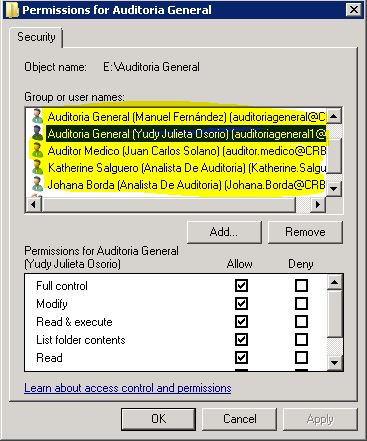 Permissions for Auditoria General
Security
Object name: E:\Auditoria General
Group or user names:
Auditoria General (Manuel Fernández) (auditoriageneral@C
Auditoria General (Yudy Julieta Osorio) (auditoriageneral1@
Auditor Medico (Juan Carlos Solano) (auditor.medico@CRB
Katherine Salguero (Analista De Auditoria) (Katherine.Salgu
Johana Borda (Analista De Auditoria) (Johana.Borda@CRB
Add... Remove
Permissions for Auditoria General
(Yudy Julieta Osorio) Allow Deny
Full control
Modify
Read & execute
List folder contents
Read
Learn about access control and permissions
OK Cancel Apply